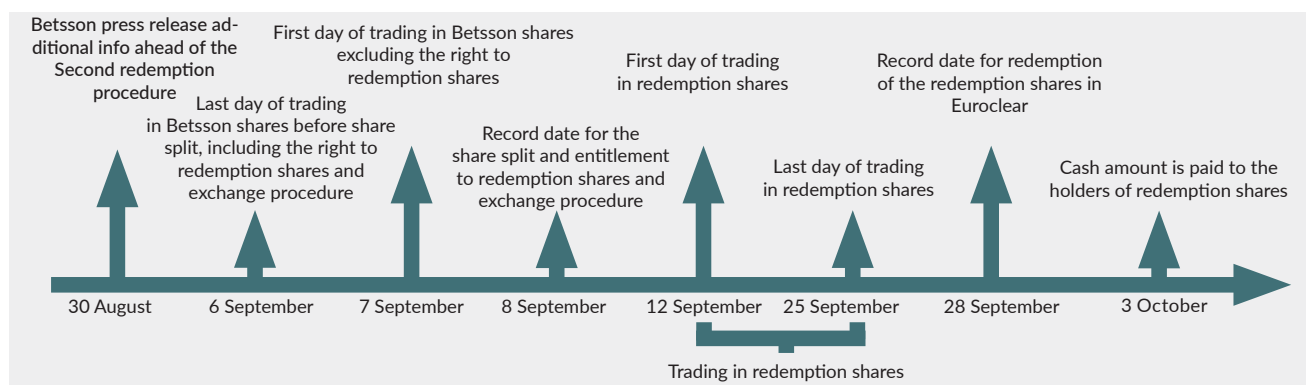 Betsson press release ad-
ditional info ahead of the
Second redemption
procedure
Last day of trading
in Betsson shares before share
split, including the right to
redemption shares and
exchange procedure
First day of trading in Betsson shares
excluding the right to
redemption shares
Record date for the
share split and entitlement
to redemption shares and
exchange procedure
First day of trading
in redemption shares
Last day of trading
in redemption shares
Record date for redemption
of the redemption shares in
Euroclear
Cash amount is paid to the
holders of redemption shares
30 August
6 September
7 September
8 September
12 September
25 September
28 September
3 October
Trading in redemption shares